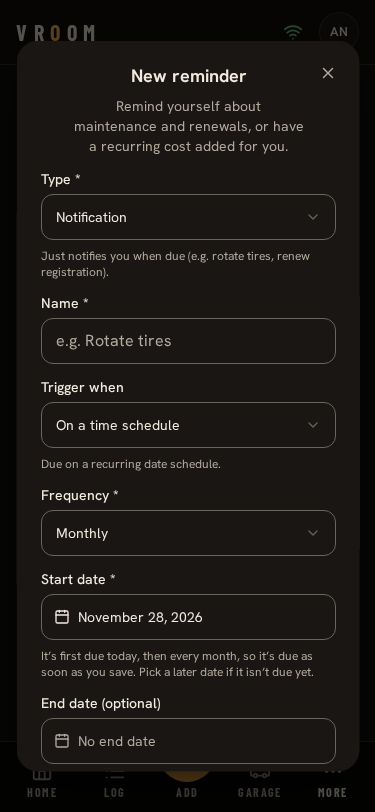 VROOM
AN
New reminder
Remind yourself about
maintenance and renewals, or have
a recurring cost added for you.
Type *
Notification
Just notifies you when due (e.g. rotate tires, renew
registration).
Name *
e.g. Rotate tires
Trigger when
On a time schedule
Due on a recurring date schedule.
Frequency *
Monthly
Start date *
November 28, 2026
It's first due today, then every month, so it's due as
soon as you save. Pick a later date if it isn't due yet.
End date (optional)
No end date
HOME
LOG
ADD
GARAGE
MORE